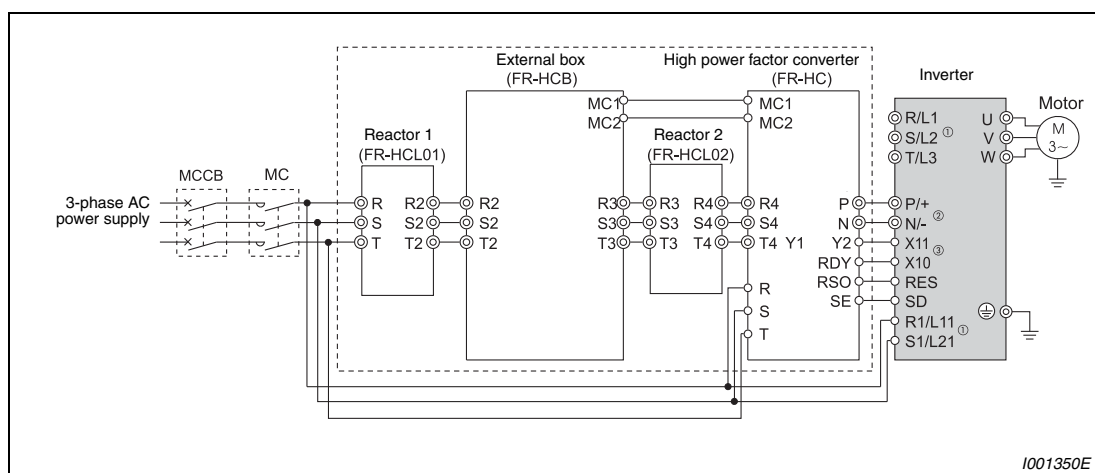 External box
(FR-HCB)
High power factor converter
(FR-HC)
Inverter
Motor
MC1
MC2
MC1
MC2
R/L1
S/L2 ①
T/L3
U
V
W
M
3~
Reactor 1
(FR-HCL01)
Reactor 2
(FR-HCL02)
MCCB
MC
3-phase AC
power supply
R
S
T
R2
S2
T2
R2
S2
T2
R3
S3
T3
R3
S3
T3
R4
S4
T4
R4
S4
T4
Y1
P
N
Y2
RDY
RSO
SE
R
S
T
P/+
N/- ②
X11
X10 ③
RES
SD
R1/L11 ①
S1/L21
I001350E